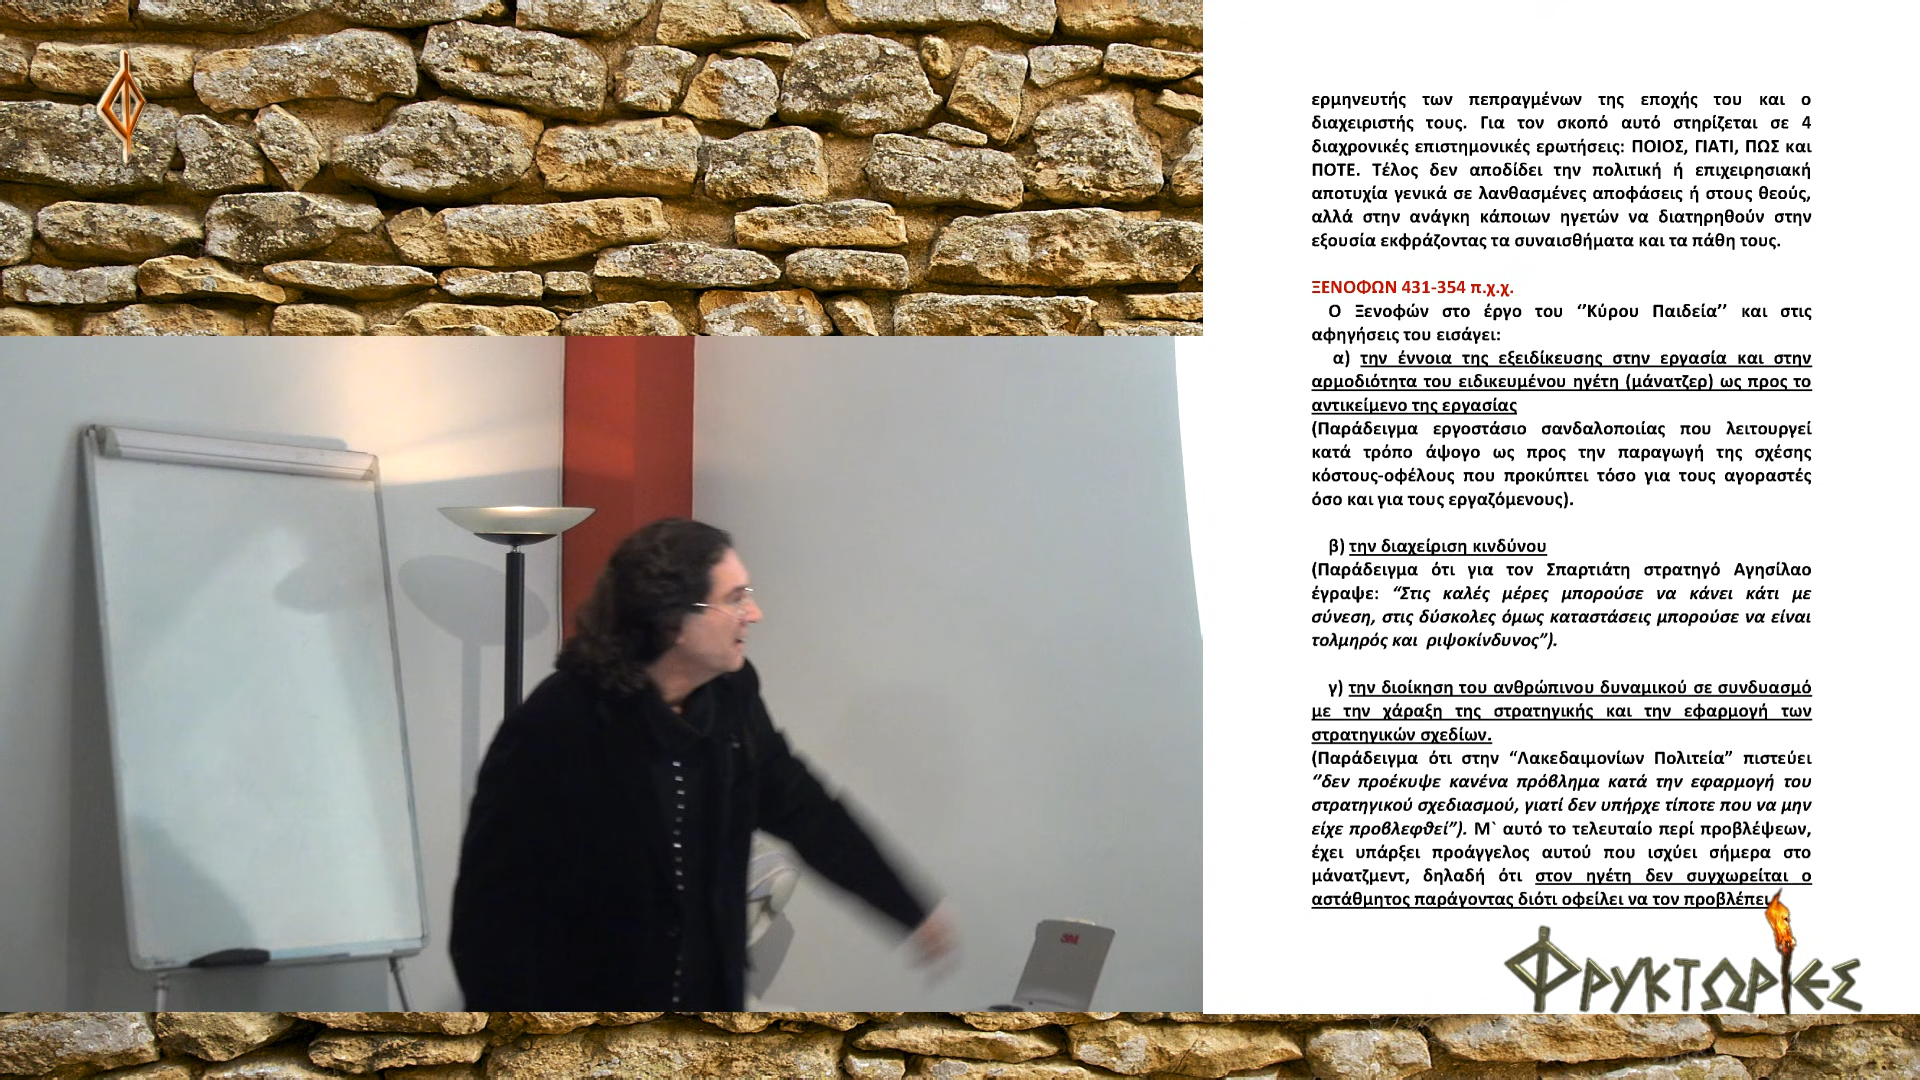 ερμηνευτής των πεπραγμένων της εποχής του και ο
διαχειριστής τους. Για τον σκοπό αυτό στηρίζεται σε 4
διαχρονικές επιστημονικές ερωτήσεις: ΠΟΙΟΣ, ΓΙΑΤΙ, ΠΩΣ και
ΠΟΤΕ. Τέλος δεν αποδίδει την πολιτική ή επιχειρησιακή
αποτυχία γενικά σε λανθασμένες αποφάσεις ή στους θεούς,
αλλά στην ανάγκη κάποιων ηγετών να διατηρηθούν στην
εξουσία εκφράζοντας τα συναισθήματα και τα πάθη τους.
ΞΕΝΟΦΩΝ 431-354 π.χ.χ.
Ο Ξενοφών στο έργο του ‘’Κύρου Παιδεία’’ και στις
αφηγήσεις του εισάγει:
α) την έννοια της εξειδίκευσης στην εργασία και στην
αρμοδιότητα του ειδικευμένου ηγέτη (μάνατζερ) ως προς το
αντικείμενο της εργασίας
(Παράδειγμα εργοστάσιο σανδαλοποιίας που λειτουργεί
κατά τρόπο άψογο ως προς την παραγωγή της σχέσης
κόστους-οφέλους που προκύπτει τόσο για τους αγοραστές
όσο και για τους εργαζόμενους).
β) την διαχείριση κινδύνου
(Παράδειγμα ότι για τον Σπαρτιάτη στρατηγό Αγησίλαο
έγραψε: “Στις καλές μέρες μπορούσε να κάνει κάτι με
σύνεση, στις δύσκολες όμως καταστάσεις μπορούσε να είναι
τολμηρός και ριψοκίνδυνος”).
γ) την διοίκηση του ανθρώπινου δυναμικού σε συνδυασμό
με την χάραξη της στρατηγικής και την εφαρμογή των
στρατηγικών σχεδίων.
(Παράδειγμα ότι στην “Λακεδαιμονίων Πολιτεία” πιστεύει
‘’δεν προέκυψε κανένα πρόβλημα κατά την εφαρμογή του
στρατηγικού σχεδιασμού, γιατί δεν υπήρχε τίποτε που να μην
είχε προβλεφθεί”). Μ` αυτό το τελευταίο περί προβλέψεων,
έχει υπάρξει προάγγελος αυτού που ισχύει σήμερα στο
μάνατζμεντ, δηλαδή ότι στον ηγέτη δεν συγχωρείται ο
αστάθμητος παράγοντας διότι οφείλει να τον προβλέπει
3M
ΦΡΥΚΤΩΡΙΕΣ